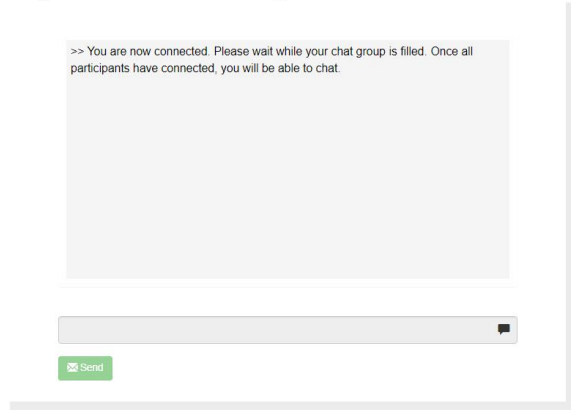 >> You are now connected. Please wait while your chat group is filled. Once all
participants have connected, you will be able to chat.
Send